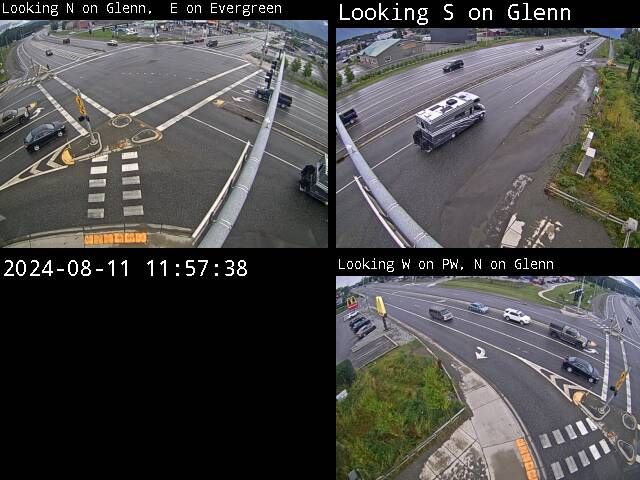 Looking N on Glenn,  E on Evergreen
Looking S on Glenn
2024-08-11 11:57:38
Looking W on PW, N on Glenn